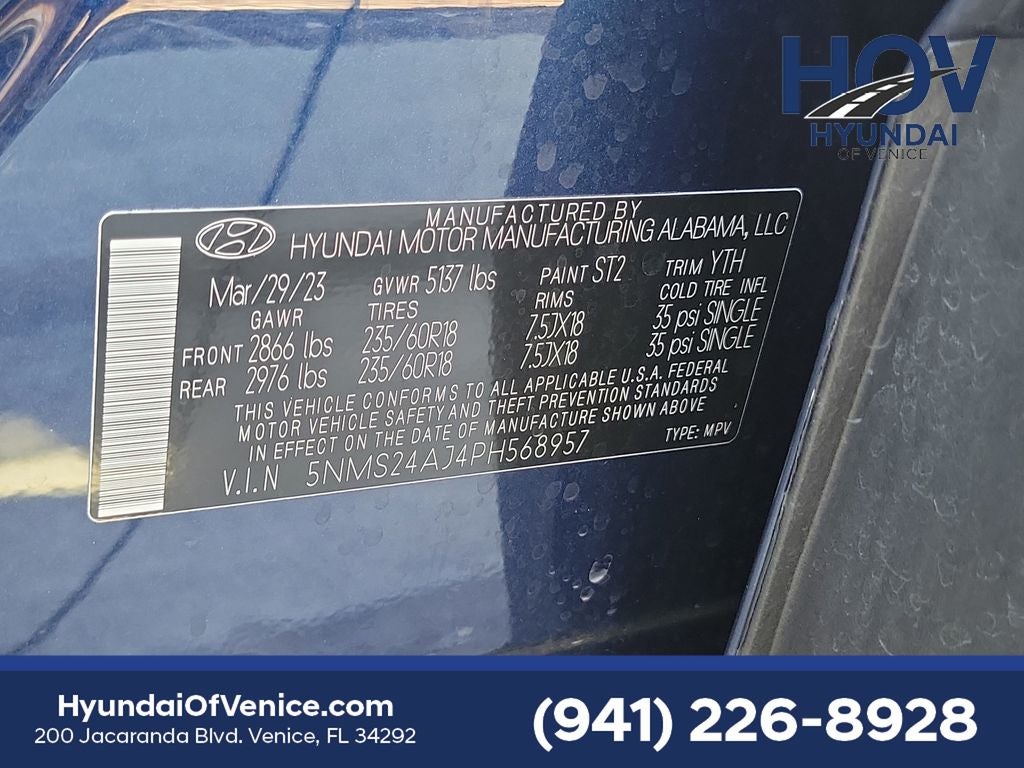 HOV
HYUNDAI
OF VENICE
MANUFACTURED BY
HYUNDAI MOTOR MANUFACTURING ALABAMA, LLC
Mar/29/23 GVWR 5137 lbs PAINT ST2 TRIM YTH
GAWR TIRES RIMS COLD TIRE INFL
FRONT 2866 lbs 235/60R18 7.5JX18 35 psi SINGLE
REAR 2976 lbs 235/60R18 7.5JX18 35 psi SINGLE
THIS VEHICLE CONFORMS TO ALL APPLICABLE U.S.A. FEDERAL
MOTOR VEHICLE SAFETY AND THEFT PREVENTION STANDARDS
IN EFFECT ON THE DATE OF MANUFACTURE SHOWN ABOVE
V.I.N 5NMS24AJ4PH568957 TYPE: MPV
HyundaiOfVenice.com
200 Jacaranda Blvd. Venice, FL 34292
(941) 226-8928